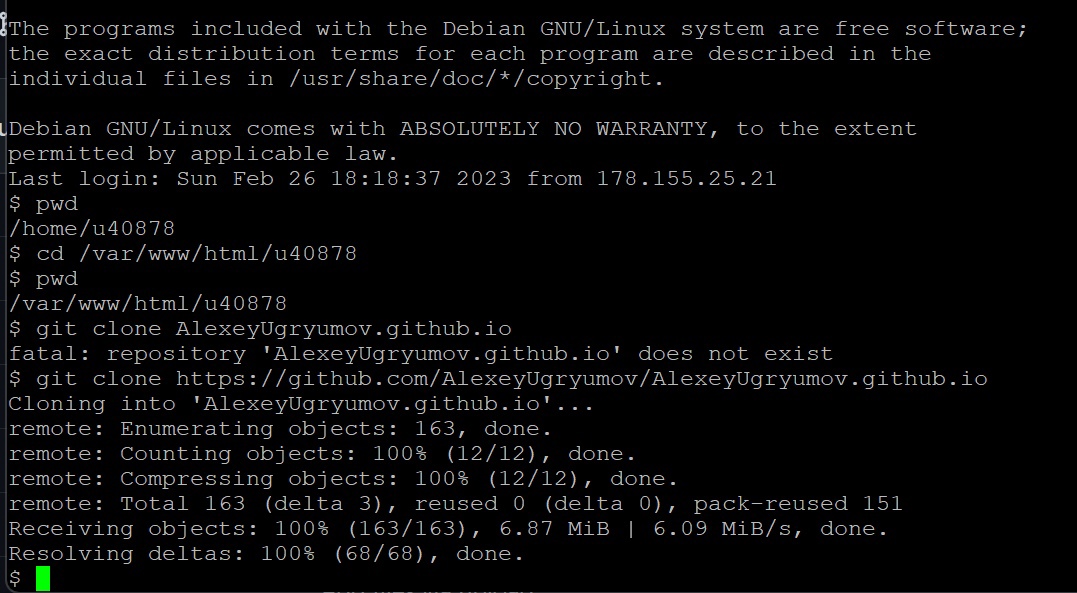 The programs included with the Debian GNU/Linux system are free software;
the exact distribution terms for each program are described in the
individual files in /usr/share/doc/*/copyright.
Debian GNU/Linux comes with ABSOLUTELY NO WARRANTY, to the extent
permitted by applicable law.
Last login: Sun Feb 26 18:18:37 2023 from 178.155.25.21
$ pwd
/home/u40878
$ cd /var/www/html/u40878
$ pwd
/var/www/html/u40878
$ git clone AlexeyUgryumov.github.io
fatal: repository 'AlexeyUgryumov.github.io' does not exist
$ git clone https://github.com/AlexeyUgryumov/AlexeyUgryumov.github.io
Cloning into 'AlexeyUgryumov.github.io'...
remote: Enumerating objects: 163, done.
remote: Counting objects: 100% (12/12), done.
remote: Compressing objects: 100% (12/12), done.
remote: Total 163 (delta 3), reused 0 (delta 0), pack-reused 151
Receiving objects: 100% (163/163), 6.87 MiB | 6.09 MiB/s, done.
Resolving deltas: 100% (68/68), done.
$